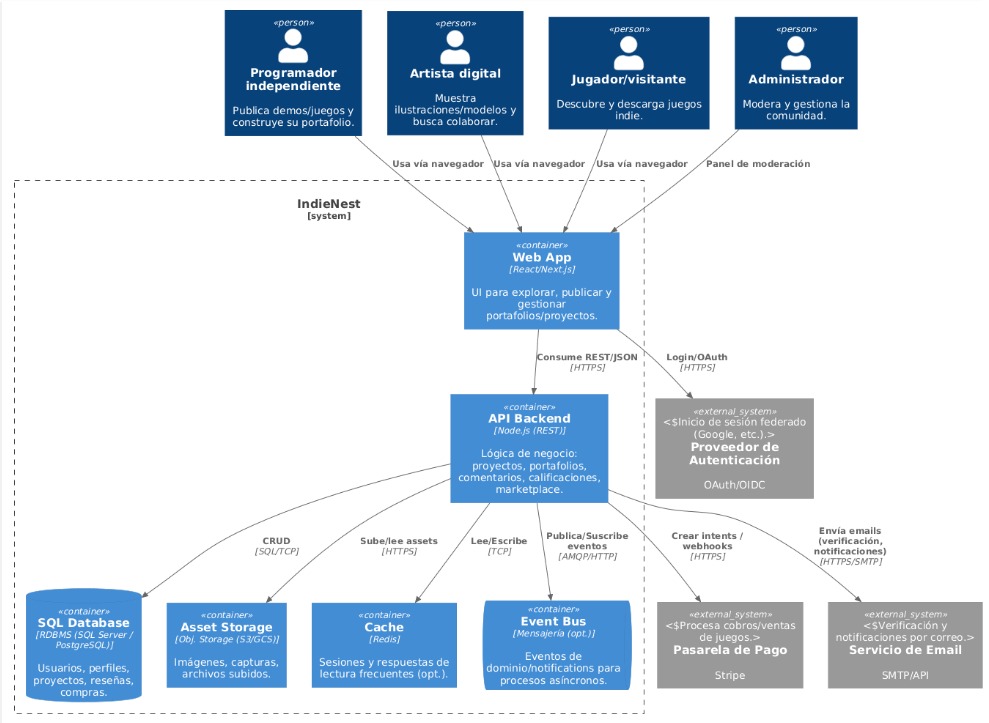 «person»
Programador
independiente
Publica demos/juegos y
construye su portafolio.
«person»
Artista digital
Muestra
ilustraciones/modelos y
busca colaborar.
«person»
Jugador/visitante
Descubre y descarga juegos
indie.
«person»
Administrador
Modera y gestiona la
comunidad.
Usa vía navegador
Usa vía navegador
Usa vía navegador
Panel de moderación
IndieNest
[system]
«container»
Web App
[React/Next.js]
UI para explorar, publicar y
gestionar
portafolios/proyectos.
Consume REST/JSON
[HTTPS]
Login/OAuth
[HTTPS]
«container»
API Backend
[Node.js (REST)]
Lógica de negocio:
proyectos, portafolios,
comentarios, calificaciones,
marketplace.
«external_system»
<$Inicio de sesión federado
(Google, etc.).>
Proveedor de
Autenticación
OAuth/OIDC
CRUD
[SQL/TCP]
Sube/lee assets
[HTTPS]
Lee/Escribe
[TCP]
Publica/Suscribe
eventos
[AMQP/HTTP]
Crear intents /
webhooks
[HTTPS]
Envía emails
(verificación,
notificaciones)
[HTTPS/SMTP]
«container»
SQL Database
[RDBMS (SQL Server /
PostgreSQL)]
Usuarios, perfiles,
proyectos, reseñas,
compras.
«container»
Asset Storage
[Obj. Storage (S3/GCS)]
Imágenes, capturas,
archivos subidos.
«container»
Cache
[Redis]
Sesiones y respuestas de
lectura frecuentes (opt.).
«container»
Event Bus
[Mensajería (opt.)]
Eventos de
dominio/notifications para
procesos asíncronos.
«external_system»
<$Procesa cobros/ventas
de juegos.>
Pasarela de Pago
Stripe
«external_system»
<$Verificación y
notificaciones por correo.>
Servicio de Email
SMTP/API